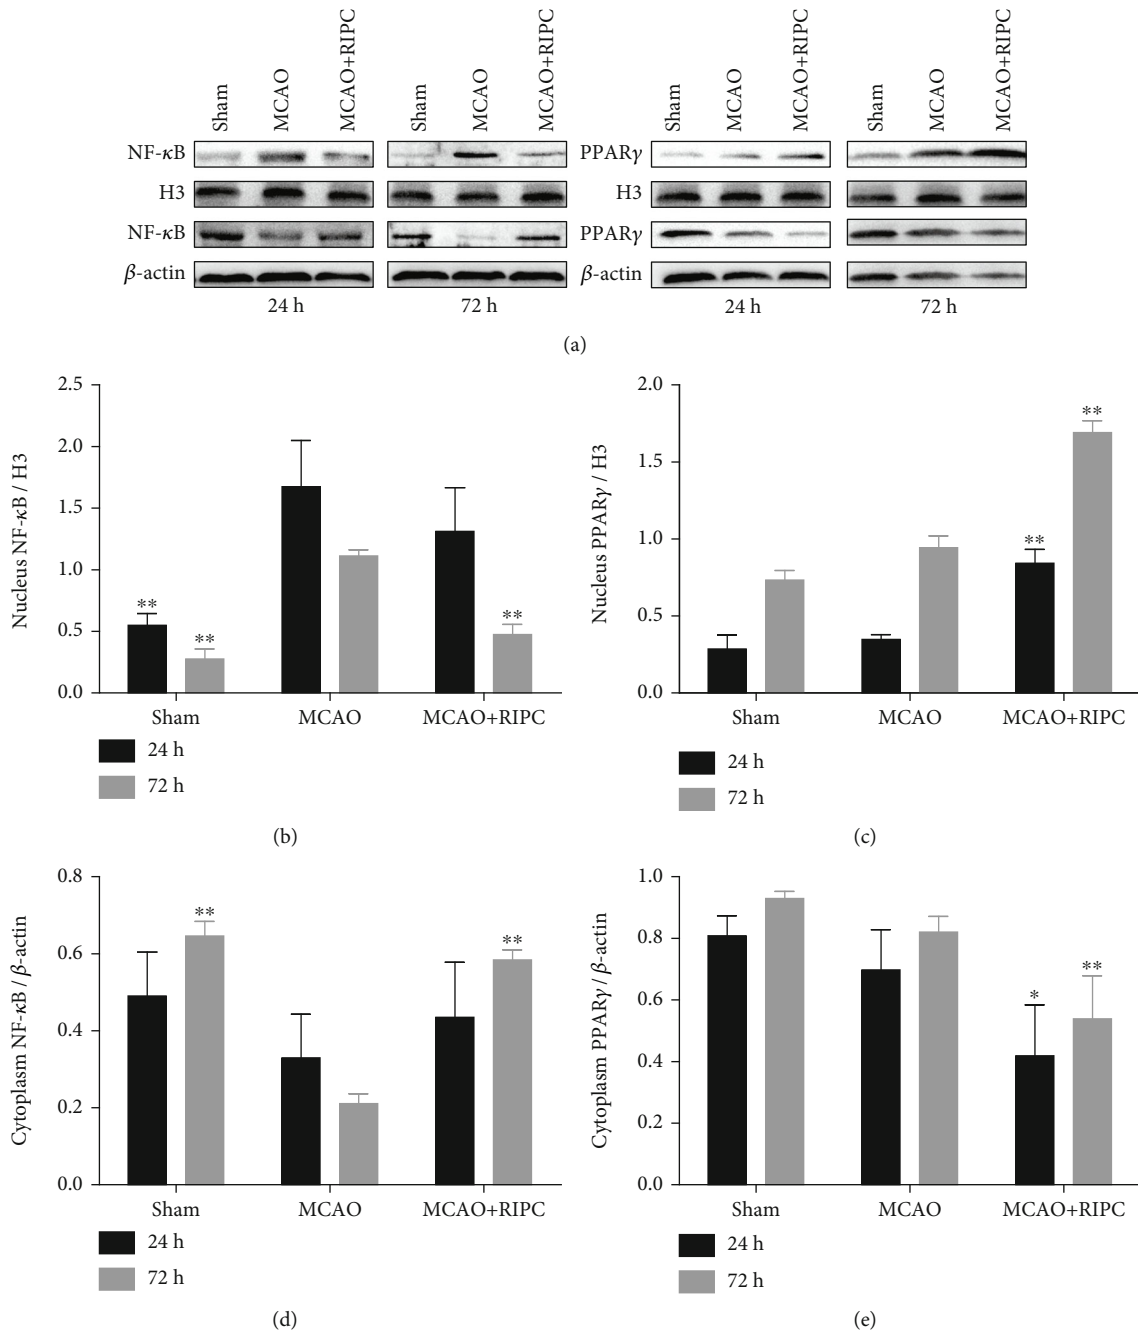 Sham MCAO MCAO+RIPC Sham MCAO MCAO+RIPC Sham MCAO MCAO+RIPC Sham MCAO MCAO+RIPC
NF-κB PPARγ
H3 H3
NF-κB PPARγ
β-actin β-actin
24 h 72 h 24 h 72 h
(a)
Nucleus NF-κB / H3
2.5
2.0
1.5
1.0
0.5
0.0
** ** **
Sham MCAO MCAO+RIPC
24 h
72 h
(b)
Nucleus PPARγ / H3
2.0
1.5
1.0
0.5
0.0
** **
Sham MCAO MCAO+RIPC
24 h
72 h
(c)
Cytoplasm NF-κB / β-actin
0.8
0.6
0.4
0.2
0.0
** **
Sham MCAO MCAO+RIPC
24 h
72 h
(d)
Cytoplasm PPARγ / β-actin
1.0
0.8
0.6
0.4
0.2
0.0
* **
Sham MCAO MCAO+RIPC
24 h
72 h
(e)